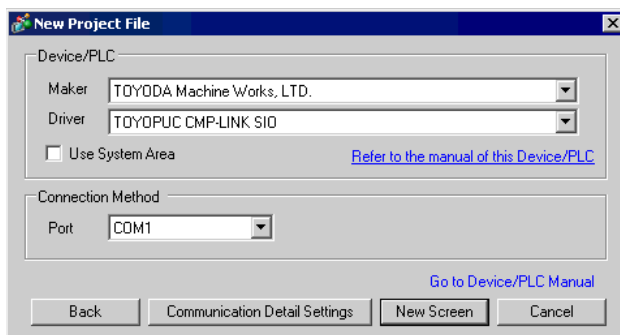 New Project File
Device/PLC
Maker TOYODA Machine Works, LTD.
Driver TOYOPUC CMP-LINK SIO
Use System Area Refer to the manual of this Device/PLC
Connection Method
Port COM1
Go to Device/PLC Manual
Back Communication Detail Settings New Screen Cancel